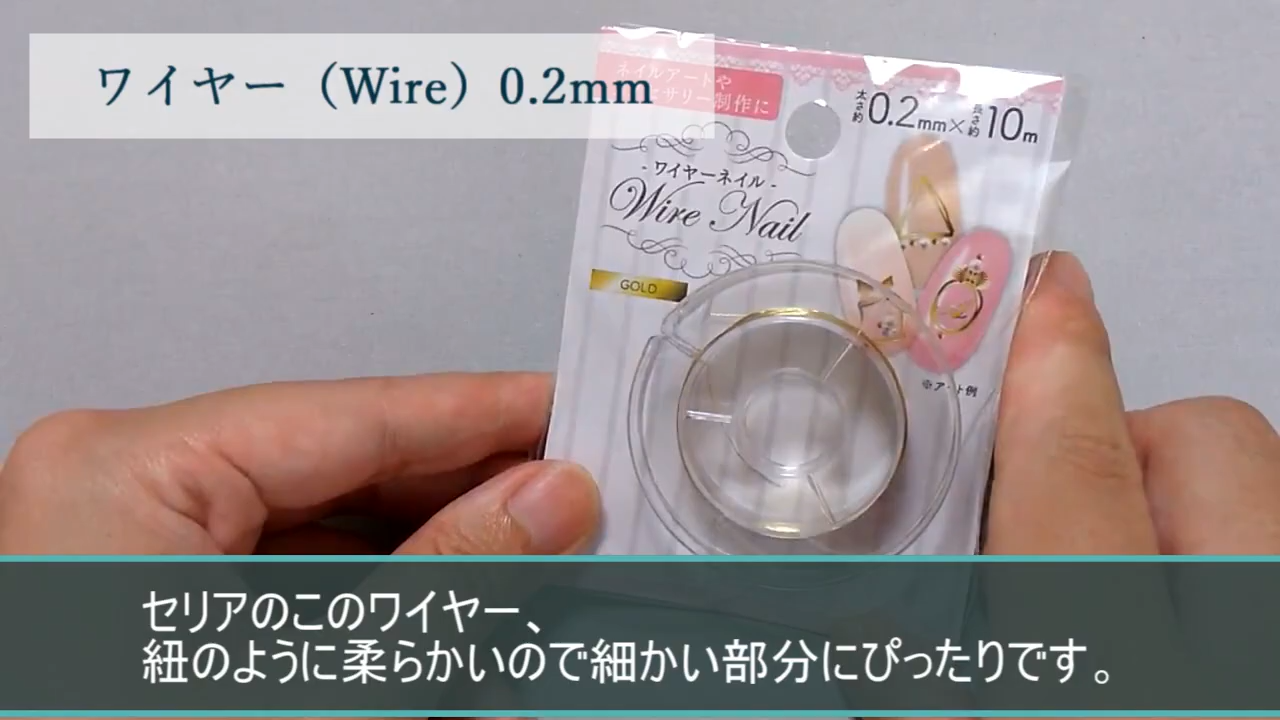 ワイヤー（Wire）0.2mm
ネイルアートや
サリー制作に
太さ約0.2mm×長さ約10m
-ワイヤーネイル-
Wire Nail
GOLD
※アート例
セリアのこのワイヤー、
紐のように柔らかいので細かい部分にぴったりです。